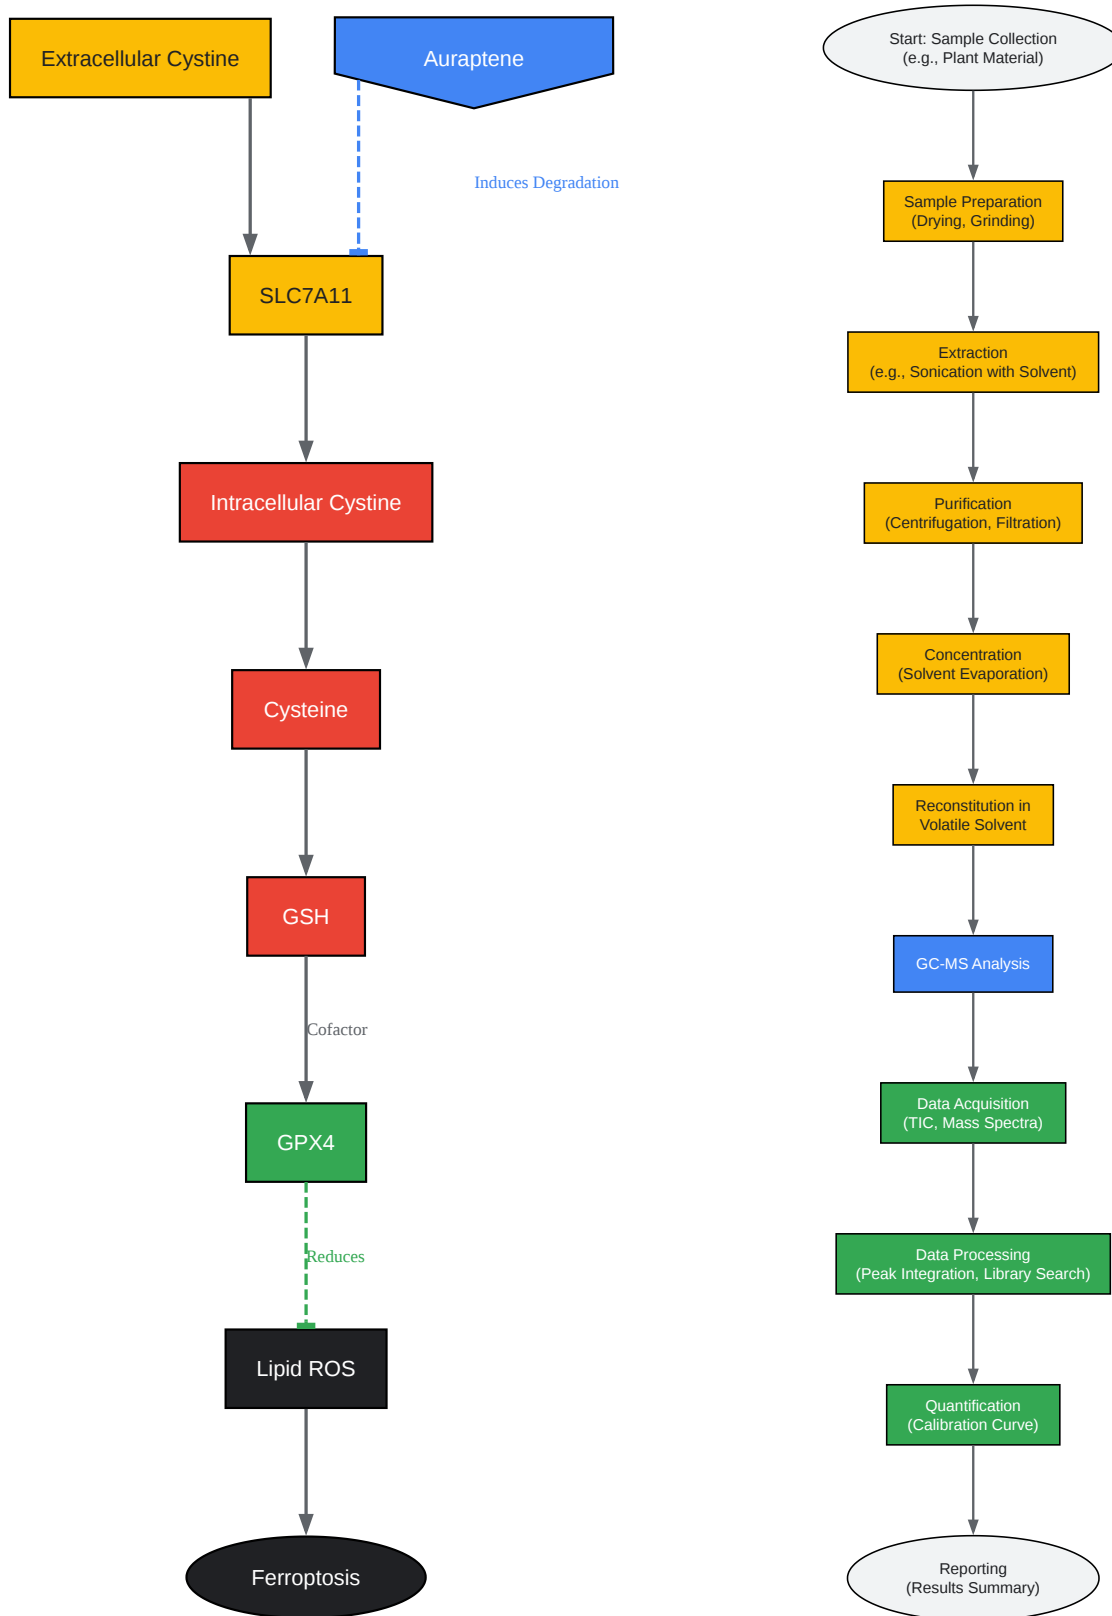 Extracellular Cystine
Auraptene
Induces Degradation
SLC7A11
Intracellular Cystine
Cysteine
GSH
Cofactor
GPX4
Reduces
Lipid ROS
Ferroptosis
Start: Sample Collection
(e.g., Plant Material)
Sample Preparation
(Drying, Grinding)
Extraction
(e.g., Sonication with Solvent)
Purification
(Centrifugation, Filtration)
Concentration
(Solvent Evaporation)
Reconstitution in
Volatile Solvent
GC-MS Analysis
Data Acquisition
(TIC, Mass Spectra)
Data Processing
(Peak Integration, Library Search)
Quantification
(Calibration Curve)
Reporting
(Results Summary)